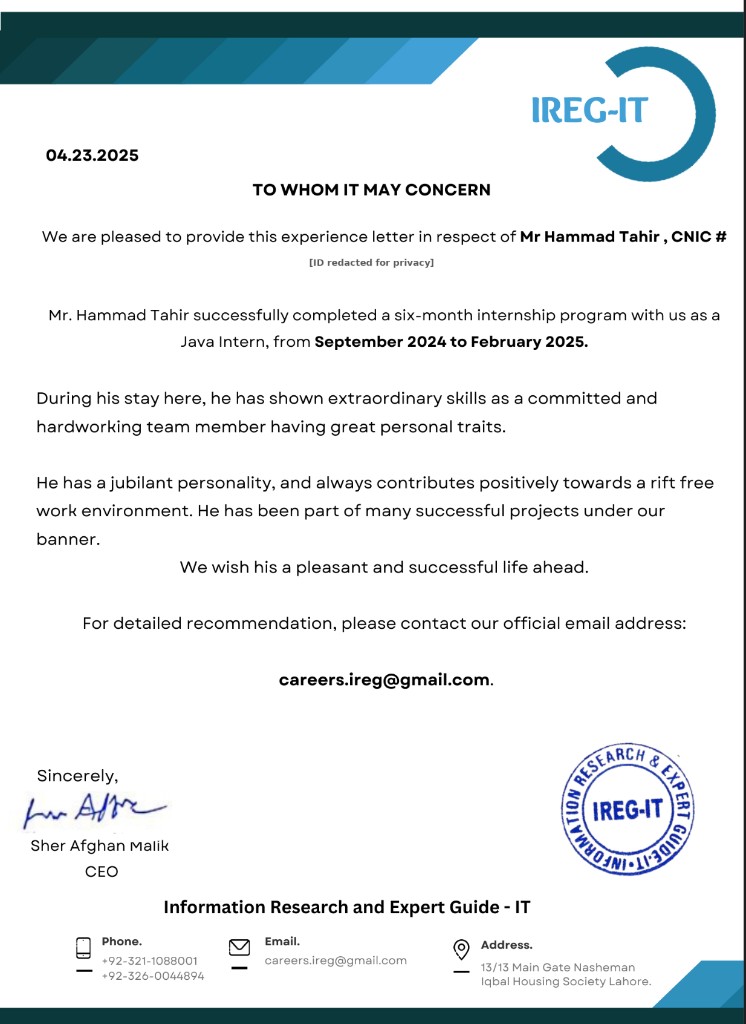 IREG-IT
04.23.2025
TO WHOM IT MAY CONCERN
We are pleased to provide this experience letter in respect of Mr Hammad Tahir , CNIC #
[ID redacted for privacy]
Mr. Hammad Tahir successfully completed a six-month internship program with us as a
Java Intern, from September 2024 to February 2025.
During his stay here, he has shown extraordinary skills as a committed and
hardworking team member having great personal traits.
He has a jubilant personality, and always contributes positively towards a rift free
work environment. He has been part of many successful projects under our
banner.
We wish his a pleasant and successful life ahead.
For detailed recommendation, please contact our official email address:
careers.ireg@gmail.com.
Sincerely,
Sher Afghan Malik
CEO
INFORMATION RESEARCH & EXPERT GUIDE-IT
IREG-IT
Information Research and Expert Guide - IT
Phone.
+92-321-1088001
+92-326-0044894
Email.
careers.ireg@gmail.com
Address.
13/13 Main Gate Nasheman
Iqbal Housing Society Lahore.